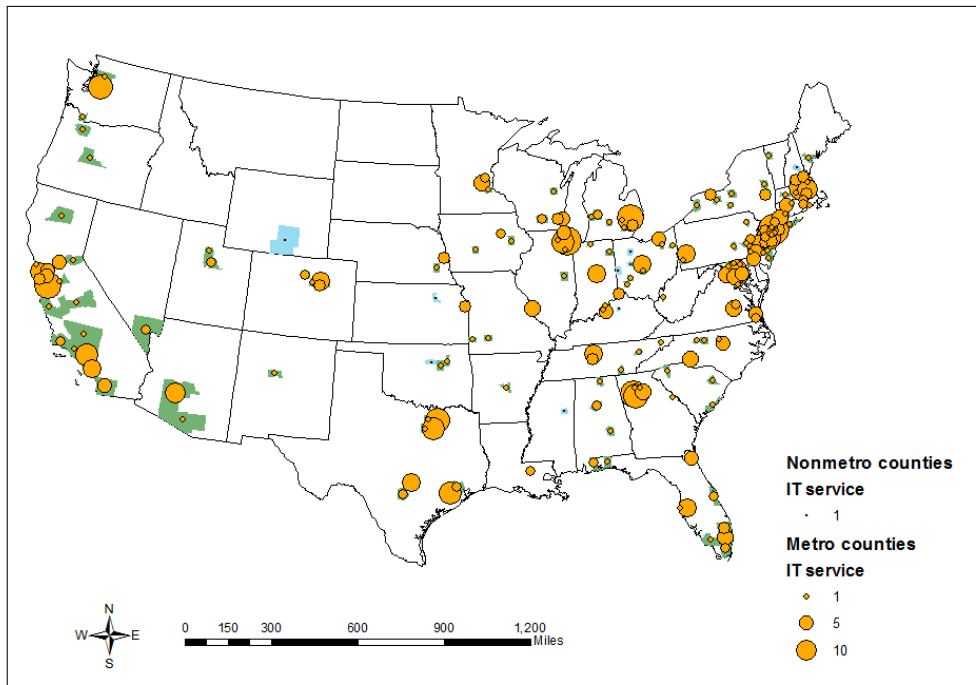 Nonmetro counties
IT service
1
Metro counties
IT service
1
5
10
N
W E
S
0 150 300 600 900 1,200
Miles